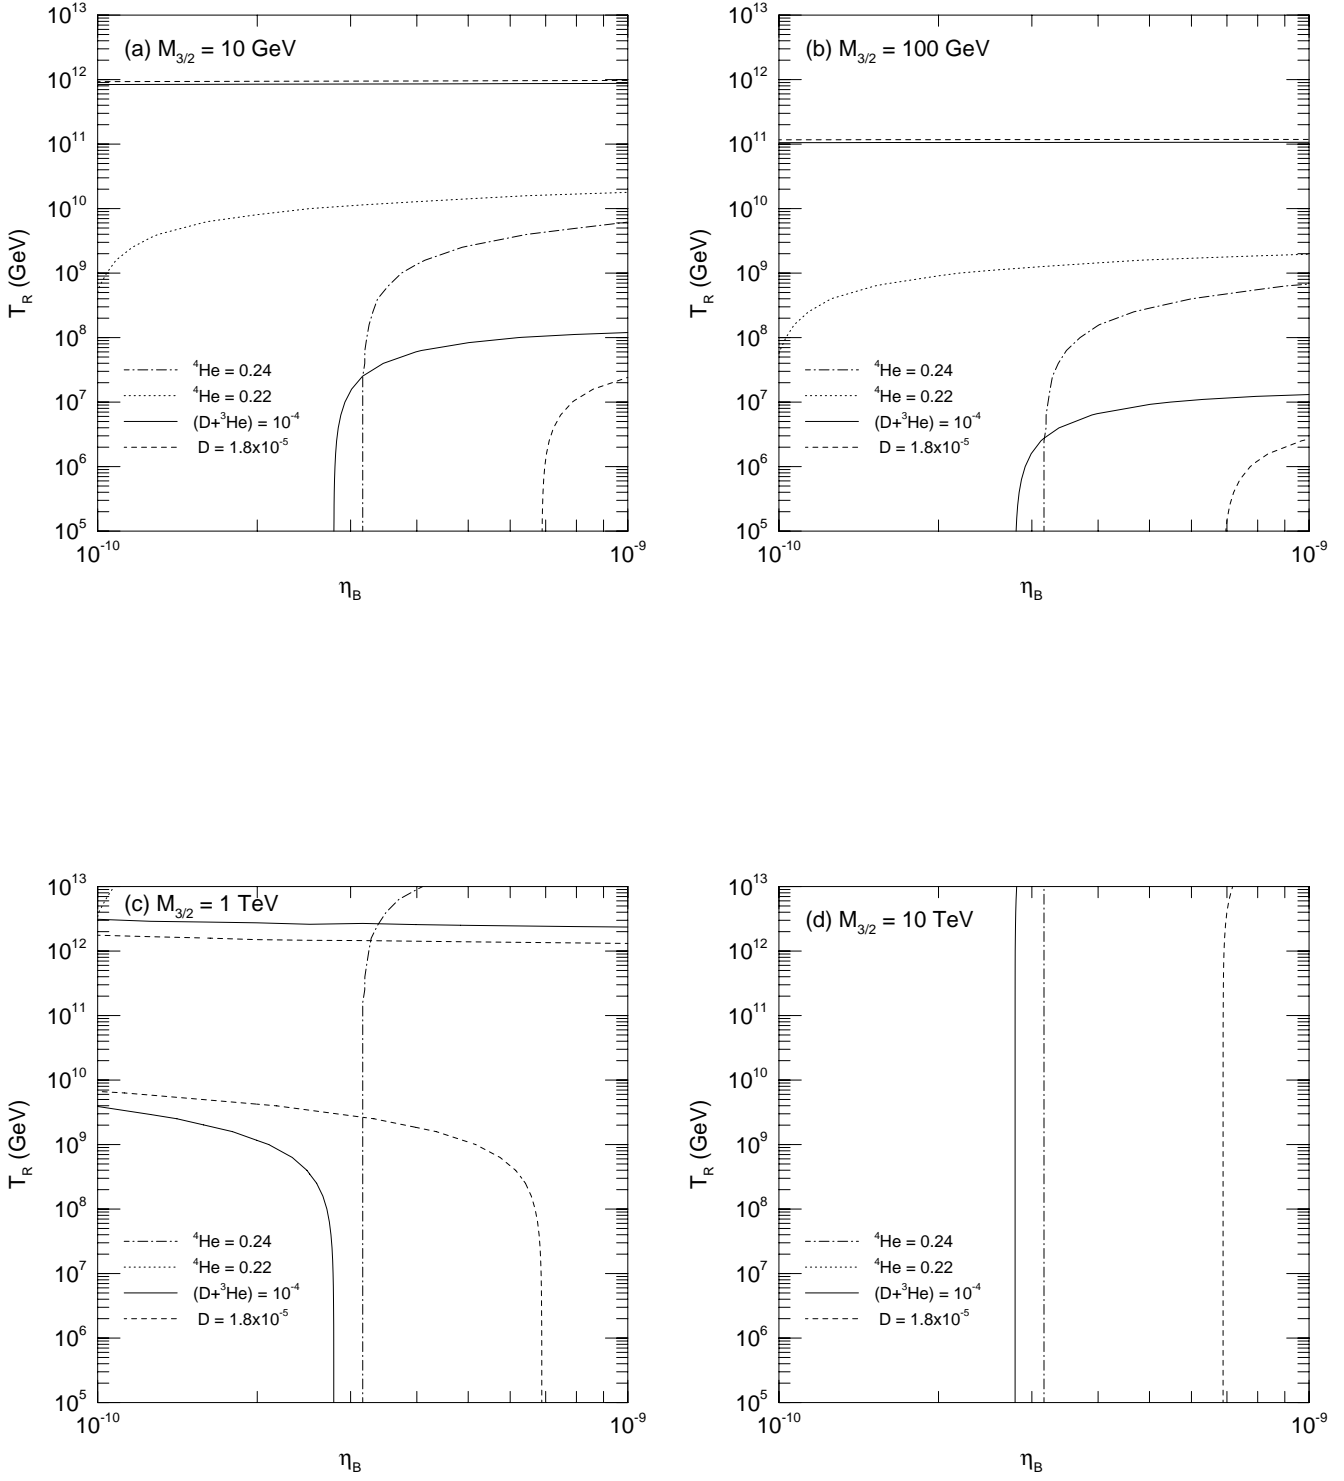 (a) M3/2 = 10 GeV
10^13
10^12
10^11
10^10
10^9
10^8
10^7
10^6
10^5
T_R (GeV)
^4He = 0.24
^4He = 0.22
(D+^3He) = 10^-4
D = 1.8x10^-5
10^-10
10^-9
η_B
(b) M3/2 = 100 GeV
10^13
10^12
10^11
10^10
10^9
10^8
10^7
10^6
10^5
T_R (GeV)
^4He = 0.24
^4He = 0.22
(D+^3He) = 10^-4
D = 1.8x10^-5
10^-10
10^-9
η_B
(c) M3/2 = 1 TeV
10^13
10^12
10^11
10^10
10^9
10^8
10^7
10^6
10^5
T_R (GeV)
^4He = 0.24
^4He = 0.22
(D+^3He) = 10^-4
D = 1.8x10^-5
10^-10
10^-9
η_B
(d) M3/2 = 10 TeV
10^13
10^12
10^11
10^10
10^9
10^8
10^7
10^6
10^5
T_R (GeV)
^4He = 0.24
^4He = 0.22
(D+^3He) = 10^-4
D = 1.8x10^-5
10^-10
10^-9
η_B